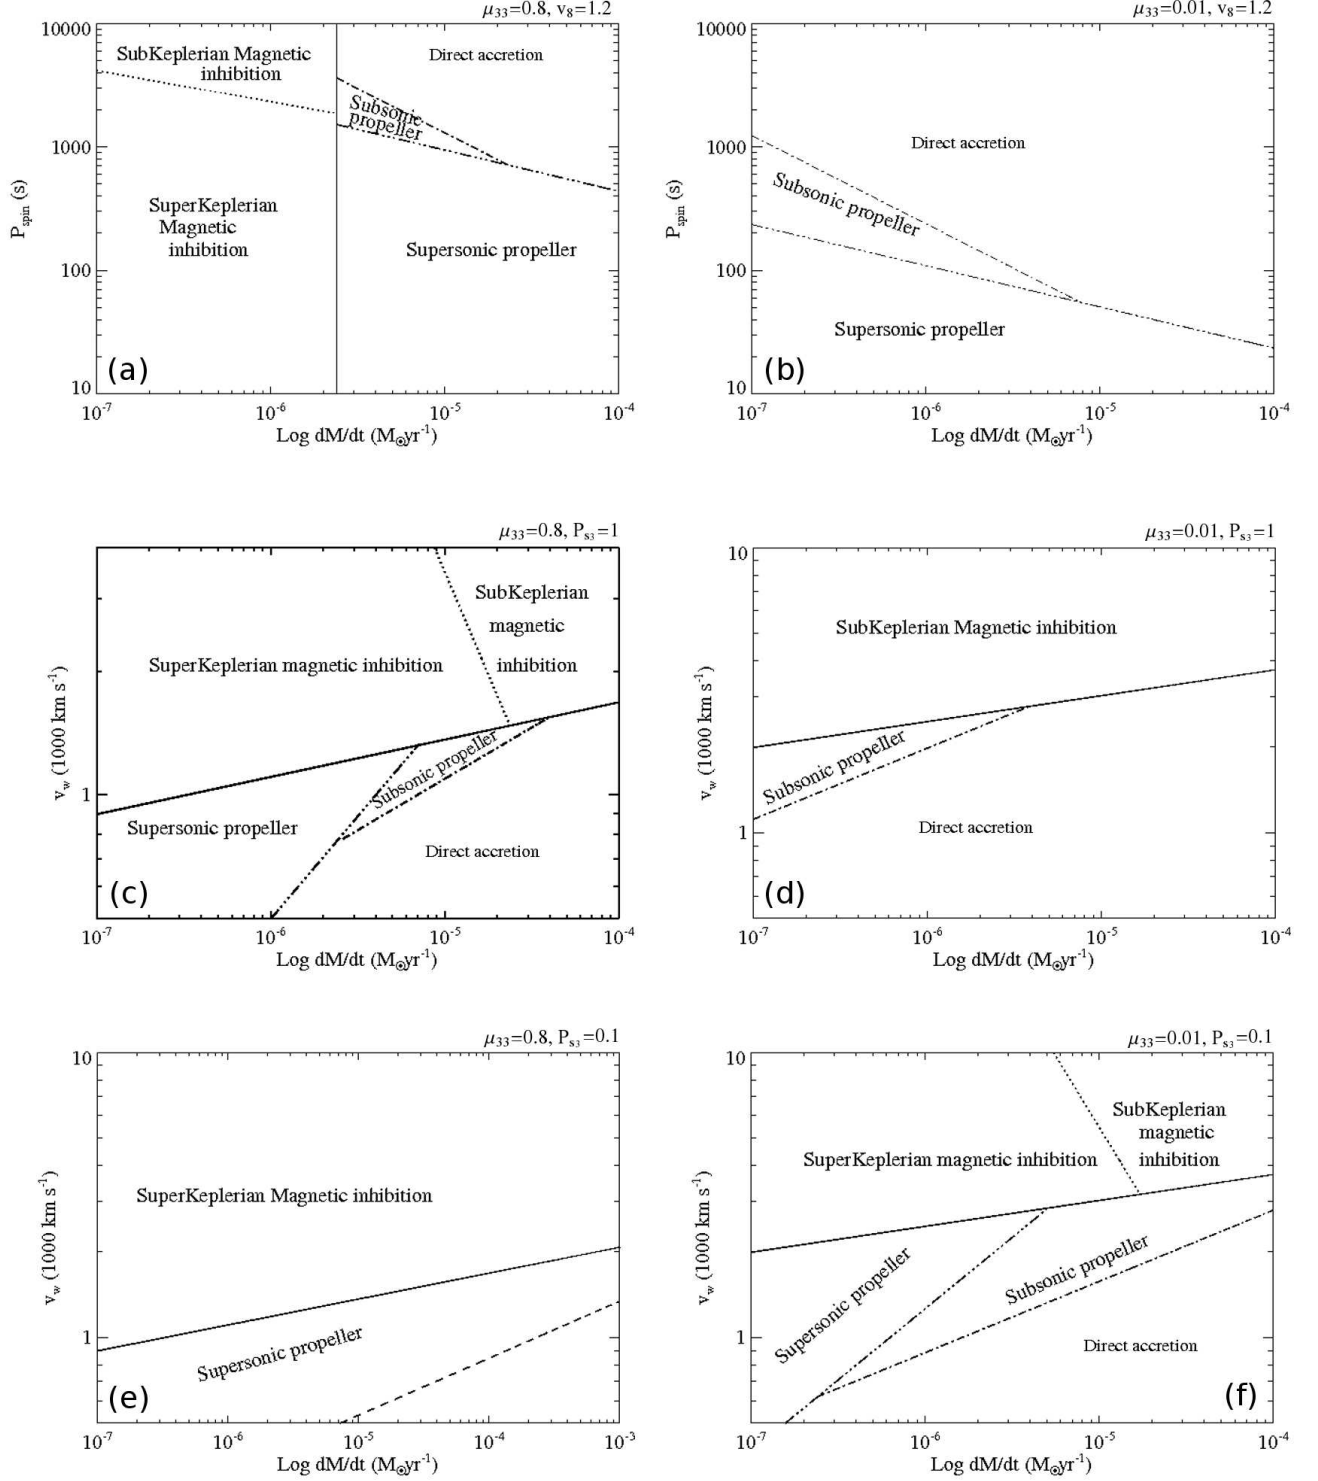 μ₃₃=0.8, v₈=1.2
10000
1000
100
10
P_spin (s)
SubKeplerian Magnetic
inhibition
Direct accretion
Subsonic
propeller
SuperKeplerian
Magnetic
inhibition
Supersonic propeller
(a)
10⁻⁷ 10⁻⁶ 10⁻⁵ 10⁻⁴
Log dM/dt (M☉yr⁻¹)
μ₃₃=0.01, v₈=1.2
10000
1000
100
10
P_spin (s)
Direct accretion
Subsonic propeller
Supersonic propeller
(b)
10⁻⁷ 10⁻⁶ 10⁻⁵ 10⁻⁴
Log dM/dt (M☉yr⁻¹)
μ₃₃=0.8, P_s₃=1
1
v_w (1000 km s⁻¹)
SubKeplerian
magnetic
inhibition
SuperKeplerian magnetic inhibition
Subsonic propeller
Supersonic propeller
Direct accretion
(c)
10⁻⁷ 10⁻⁶ 10⁻⁵ 10⁻⁴
Log dM/dt (M☉yr⁻¹)
μ₃₃=0.01, P_s₃=1
10
1
v_w (1000 km s⁻¹)
SubKeplerian Magnetic inhibition
Subsonic propeller
Direct accretion
(d)
10⁻⁷ 10⁻⁶ 10⁻⁵ 10⁻⁴
Log dM/dt (M☉yr⁻¹)
μ₃₃=0.8, P_s₃=0.1
10
1
v_w (1000 km s⁻¹)
SuperKeplerian Magnetic inhibition
Supersonic propeller
(e)
10⁻⁷ 10⁻⁶ 10⁻⁵ 10⁻⁴ 10⁻³
Log dM/dt (M☉yr⁻¹)
μ₃₃=0.01, P_s₃=0.1
10
1
v_w (1000 km s⁻¹)
SubKeplerian
magnetic
inhibition
SuperKeplerian magnetic inhibition
Supersonic propeller
Subsonic propeller
Direct accretion
(f)
10⁻⁷ 10⁻⁶ 10⁻⁵ 10⁻⁴
Log dM/dt (M☉yr⁻¹)